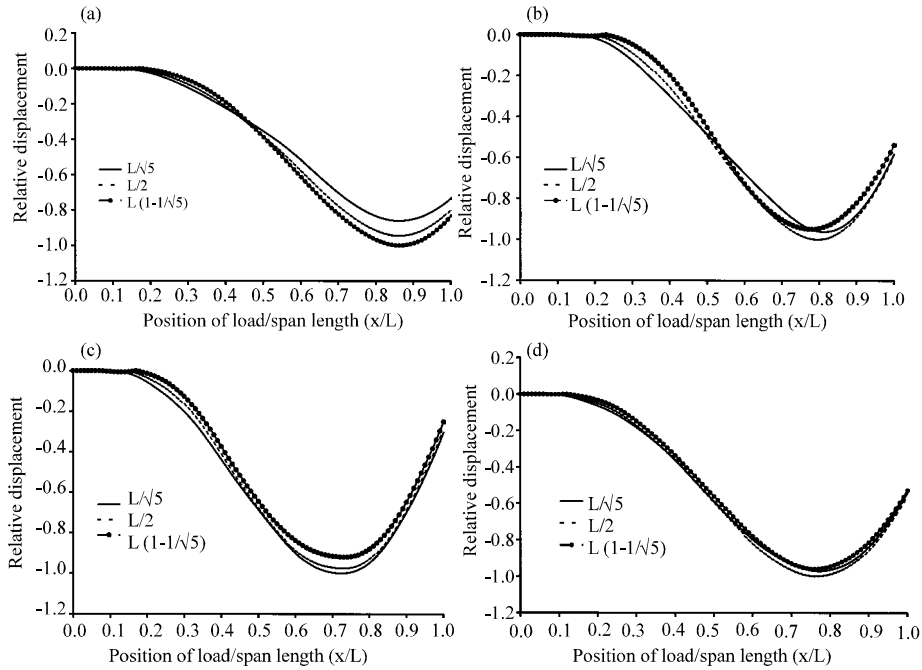 (a)
0.2
0.0
-0.2
-0.4
-0.6
-0.8
-1.0
1.2
Relative displacement
L/√5
L/2
L (1-1/√5)
0.0 0.1 0.2 0.3 0.4 0.5 0.6 0.7 0.8 0.9 1.0
Position of load/span length (x/L)
(b)
0.0
-0.2
-0.4
-0.6
-0.8
-1.0
-1.2
Relative displacement
L/√5
L/2
L (1-1/√5)
0.0 0.1 0.2 0.3 0.4 0.5 0.6 0.7 0.8 0.9 1.0
Position of load/span length (x/L)
(c)
0.0
-0.2
-0.4
-0.6
-0.8
-1.0
-1.2
Relative displacement
L/√5
L/2
L (1-1/√5)
0.0 0.1 0.2 0.3 0.4 0.5 0.6 0.7 0.8 0.9 1.0
Position of load/span length (x/L)
(d)
0.2
0.0
-0.2
-0.4
-0.6
-0.8
-1.0
-1.2
Relative displacement
L/√5
L/2
L (1-1/√5)
0.0 0.1 0.2 0.3 0.4 0.5 0.6 0.7 0.8 0.9 1.0
Position of load/span length (x/L)